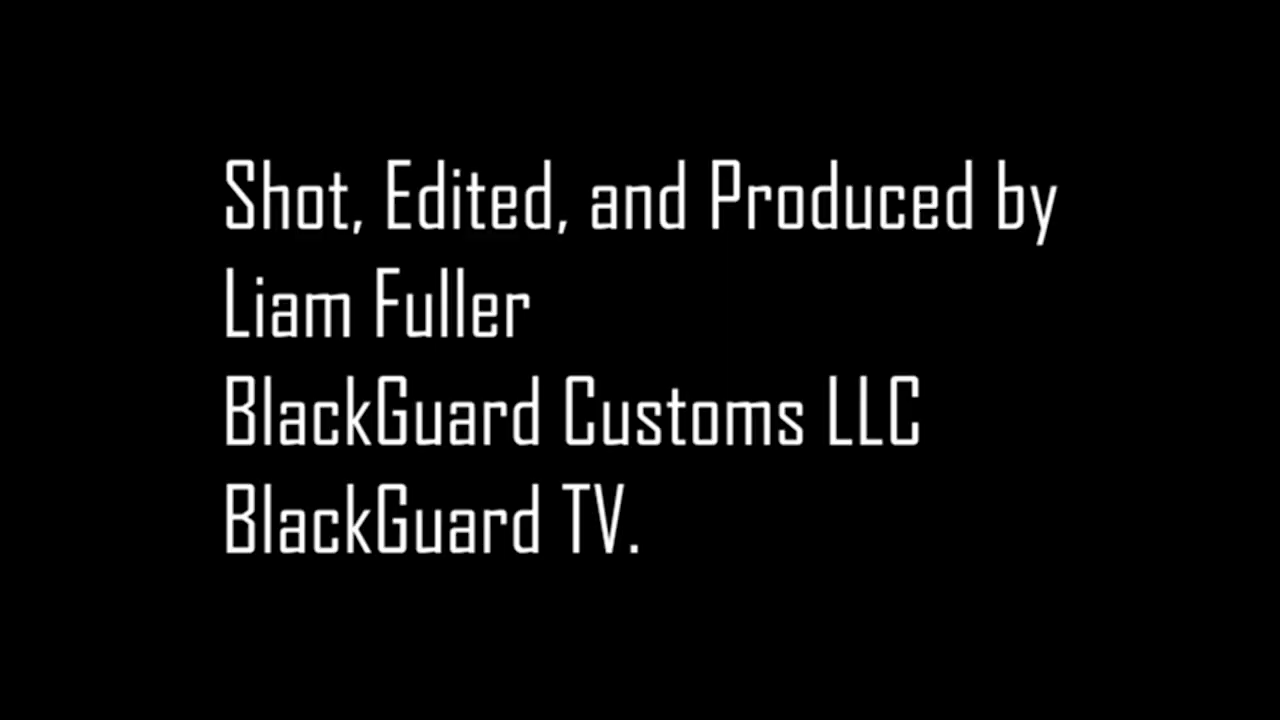 Shot, Edited, and Produced by
Liam Fuller
BlackGuard Customs LLC
BlackGuard TV.